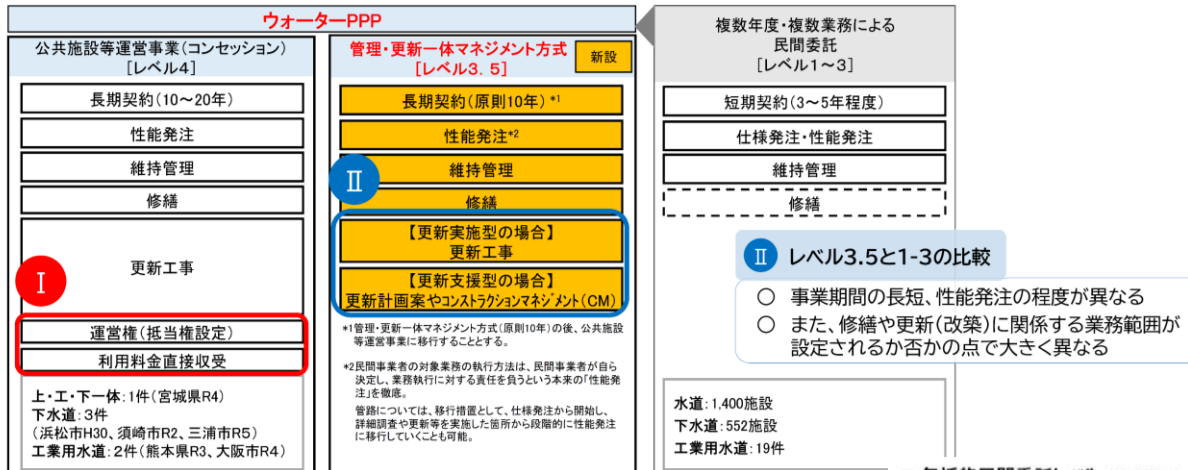 ウォーターPPP
公共施設等運営事業(コンセッション)
[レベル4]
長期契約(10～20年)
性能発注
維持管理
修繕
更新工事
Ⅰ
運営権(抵当権設定)
利用料金直接収受
上・工・下一体:1件(宮城県R4)
下水道:3件
(浜松市H30、須崎市R2、三浦市R5)
工業用水道:2件(熊本県R3、大阪市R4)
管理・更新一体マネジメント方式
[レベル3．5]
新設
長期契約(原則10年) *1
性能発注*2
維持管理
Ⅱ
修繕
【更新実施型の場合】
更新工事
【更新支援型の場合】
更新計画案やコンストラクションマネジメント(CM)
*1管理・更新一体マネジメント方式(原則10年)の後、公共施設
等運営事業に移行することとする。
*2民間事業者の対象業務の執行方法は、民間事業者が自ら
決定し、業務執行に対する責任を負うという本来の「性能発
注」を徹底。
管路については、移行措置として、仕様発注から開始し、
詳細調査や更新等を実施した箇所から段階的に性能発注
に移行していくことも可能。
複数年度・複数業務による
民間委託
[レベル1～3]
短期契約(3～5年程度)
仕様発注・性能発注
維持管理
修繕
Ⅱ レベル3.5と1-3の比較
○ 事業期間の長短、性能発注の程度が異なる
○ また、修繕や更新(改築)に関係する業務範囲が
設定されるか否かの点で大きく異なる
水道:1,400施設
下水道:552施設
工業用水道:19件